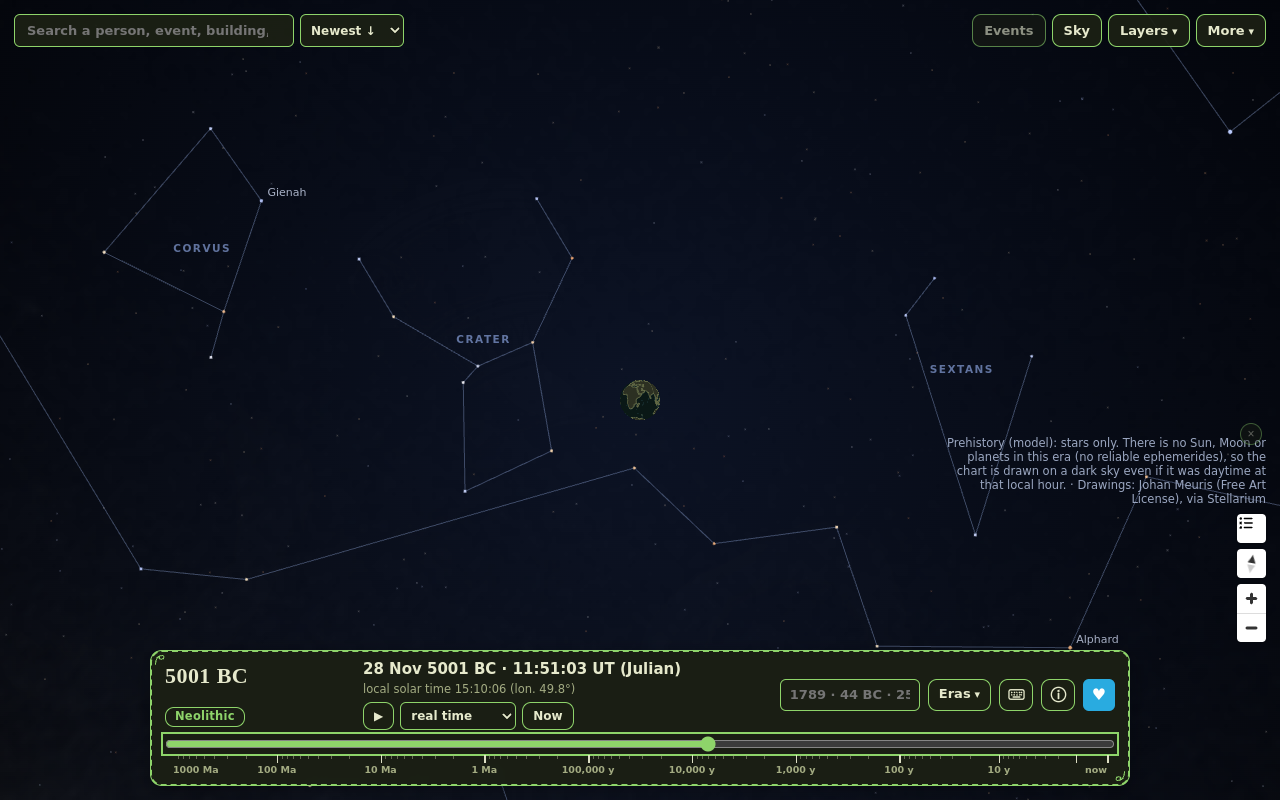 Search a person, event, building,
Newest ↓
Events
Sky
Layers ▾
More ▾
Gienah
CORVUS
CRATER
SEXTANS
×
Prehistory (model): stars only. There is no Sun, Moon or
planets in this era (no reliable ephemerides), so the
chart is drawn on a dark sky even if it was daytime at
that local hour. · Drawings: Johan Meuris (Free Art
License), via Stellarium
Alphard
5001 BC
28 Nov 5001 BC · 11:51:03 UT (Julian)
local solar time 15:10:06 (lon. 49.8°)
1789 · 44 BC · 25
Eras ▾
Neolithic
real time
Now
1000 Ma
100 Ma
10 Ma
1 Ma
100,000 y
10,000 y
1,000 y
100 y
10 y
now